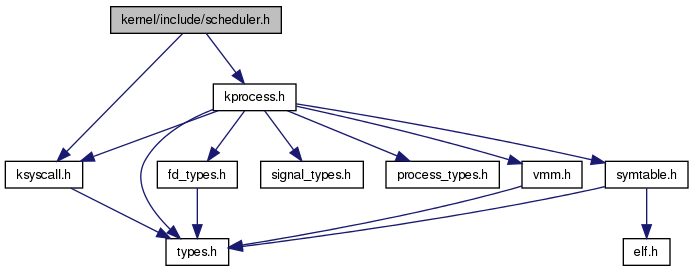 kernel/include/scheduler.h
kprocess.h
ksyscall.h
fd_types.h
signal_types.h
process_types.h
vmm.h
symtable.h
types.h
elf.h